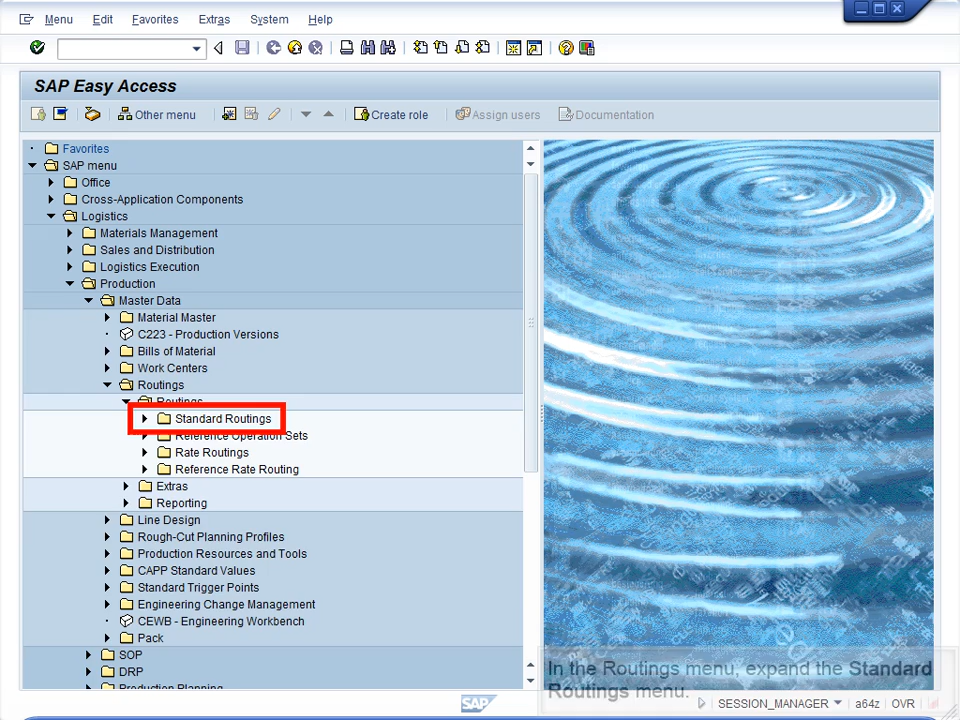 Menu Edit Favorites Extras System Help
SAP Easy Access
Other menu Create role Assign users Documentation
Favorites
SAP menu
Office
Cross-Application Components
Logistics
Materials Management
Sales and Distribution
Logistics Execution
Production
Master Data
Material Master
C223 - Production Versions
Bills of Material
Work Centers
Routings
Routings
Standard Routings
Reference Operation Sets
Rate Routings
Reference Rate Routing
Extras
Reporting
Line Design
Rough-Cut Planning Profiles
Production Resources and Tools
CAPP Standard Values
Standard Trigger Points
Engineering Change Management
CEWB - Engineering Workbench
Pack
SOP
DRP
Production Planning
In the Routings menu, expand the Standard
Routings menu.
SAP SESSION_MANAGER a64z OVR